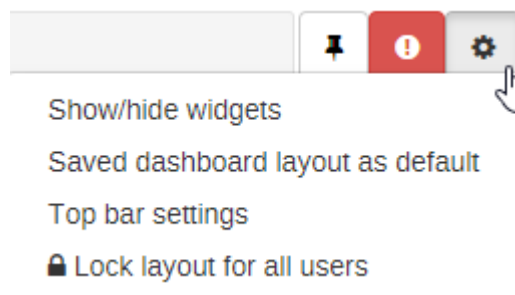 Show/hide widgets
Saved dashboard layout as default
Top bar settings
Lock layout for all users